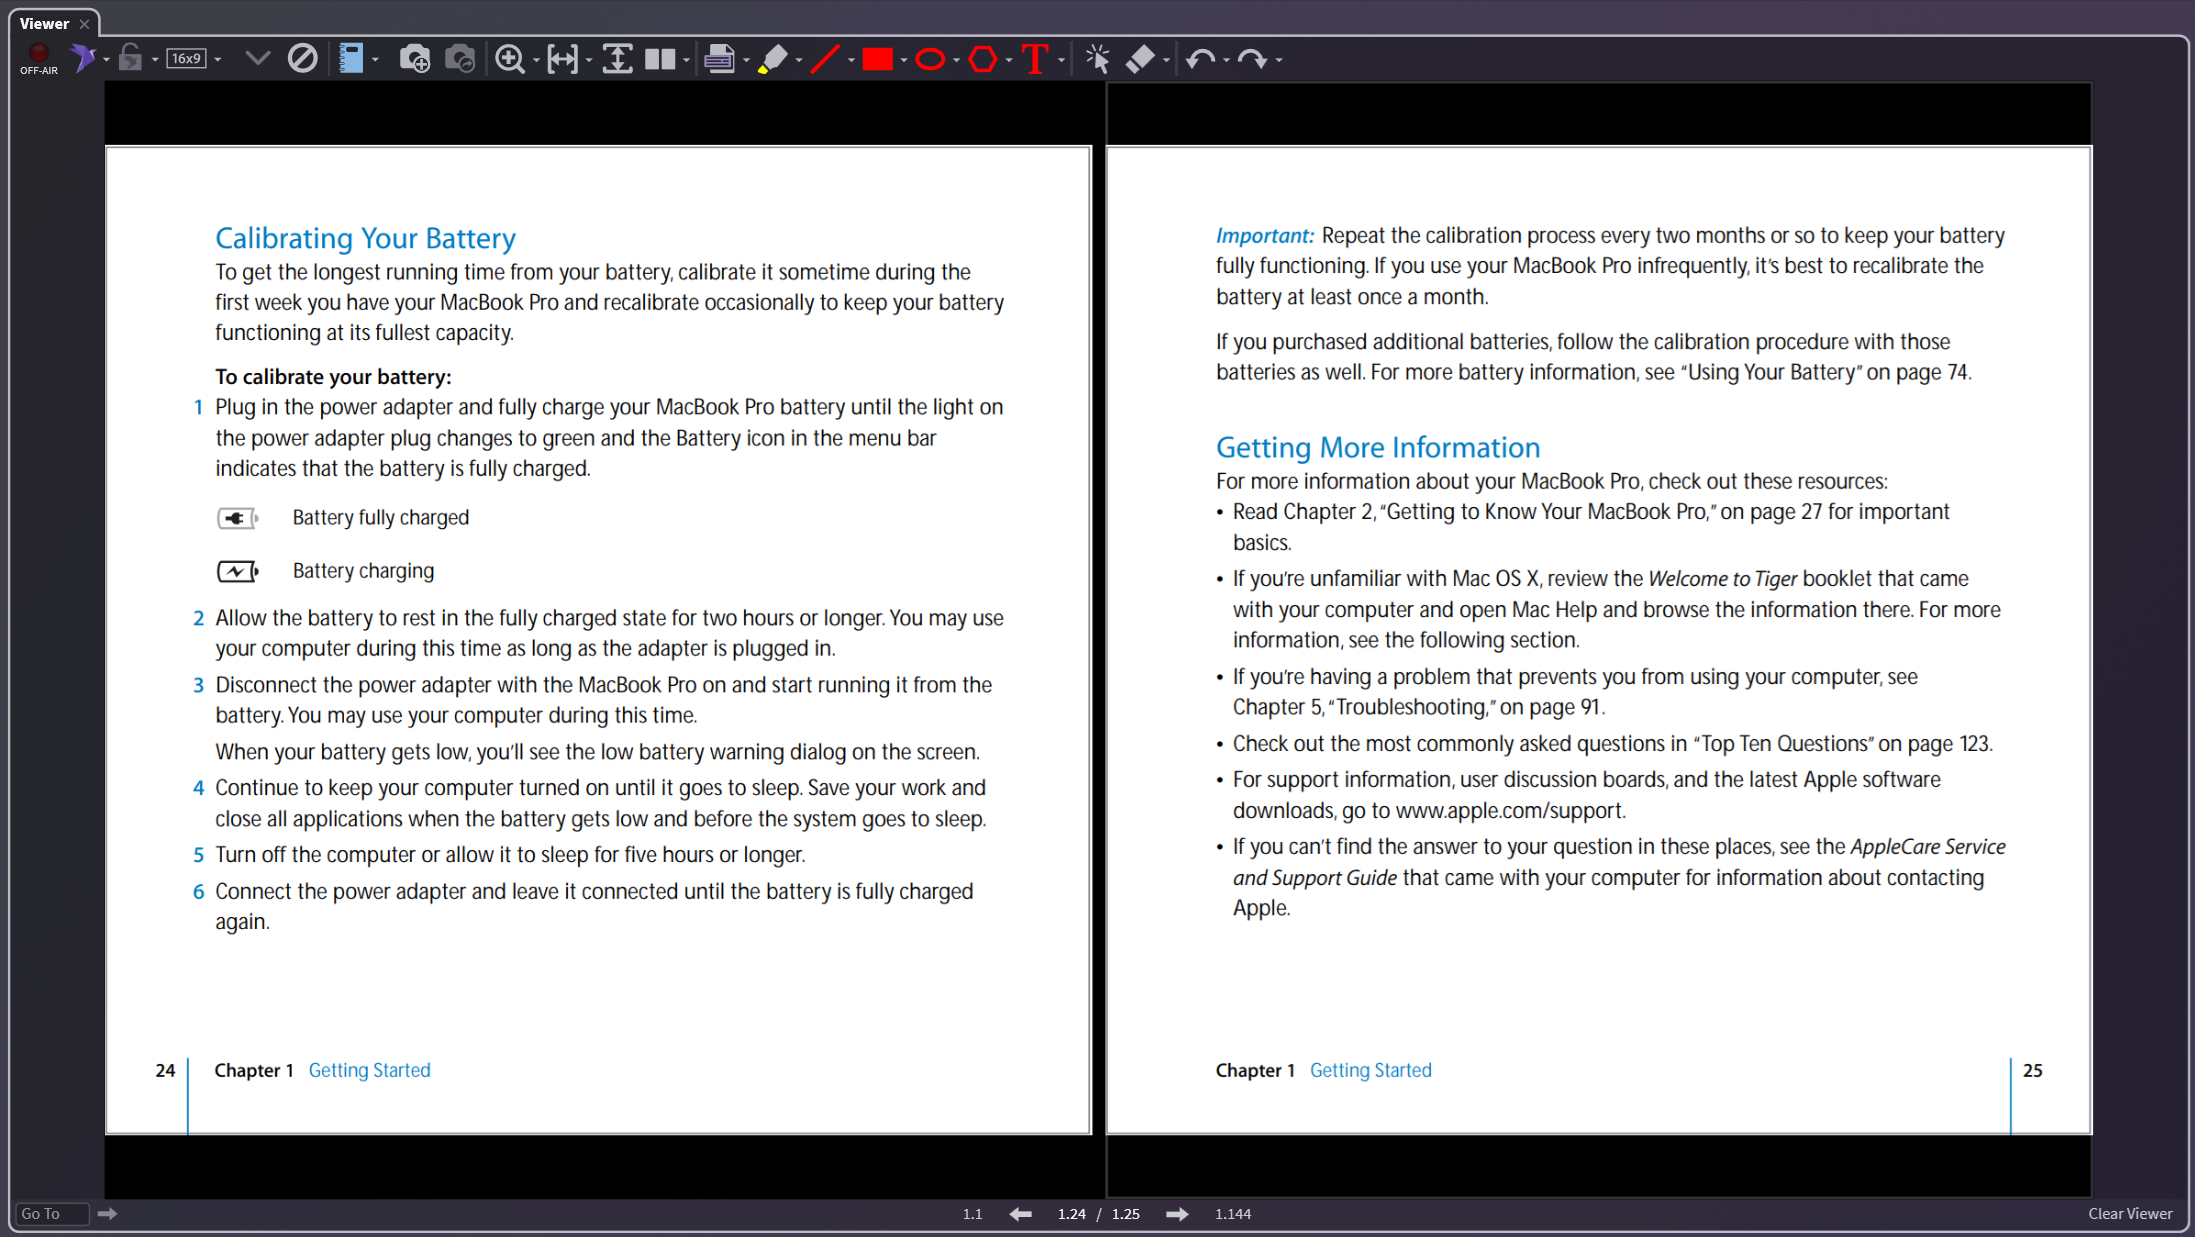 Viewer
OFF-AIR
16x9
T
Calibrating Your Battery
To get the longest running time from your battery, calibrate it sometime during the
first week you have your MacBook Pro and recalibrate occasionally to keep your battery
functioning at its fullest capacity.
To calibrate your battery:
1 Plug in the power adapter and fully charge your MacBook Pro battery until the light on
the power adapter plug changes to green and the Battery icon in the menu bar
indicates that the battery is fully charged.
Battery fully charged
Battery charging
2 Allow the battery to rest in the fully charged state for two hours or longer. You may use
your computer during this time as long as the adapter is plugged in.
3 Disconnect the power adapter with the MacBook Pro on and start running it from the
battery. You may use your computer during this time.
When your battery gets low, you’ll see the low battery warning dialog on the screen.
4 Continue to keep your computer turned on until it goes to sleep. Save your work and
close all applications when the battery gets low and before the system goes to sleep.
5 Turn off the computer or allow it to sleep for five hours or longer.
6 Connect the power adapter and leave it connected until the battery is fully charged
again.
24 Chapter 1 Getting Started
Important: Repeat the calibration process every two months or so to keep your battery
fully functioning. If you use your MacBook Pro infrequently, it’s best to recalibrate the
battery at least once a month.
If you purchased additional batteries, follow the calibration procedure with those
batteries as well. For more battery information, see “Using Your Battery” on page 74.
Getting More Information
For more information about your MacBook Pro, check out these resources:
• Read Chapter 2, “Getting to Know Your MacBook Pro,” on page 27 for important
basics.
• If you’re unfamiliar with Mac OS X, review the Welcome to Tiger booklet that came
with your computer and open Mac Help and browse the information there. For more
information, see the following section.
• If you’re having a problem that prevents you from using your computer, see
Chapter 5, “Troubleshooting,” on page 91.
• Check out the most commonly asked questions in “Top Ten Questions” on page 123.
• For support information, user discussion boards, and the latest Apple software
downloads, go to www.apple.com/support.
• If you can’t find the answer to your question in these places, see the AppleCare Service
and Support Guide that came with your computer for information about contacting
Apple.
Chapter 1 Getting Started 25
Go To
1.1 1.24 / 1.25 1.144
Clear Viewer